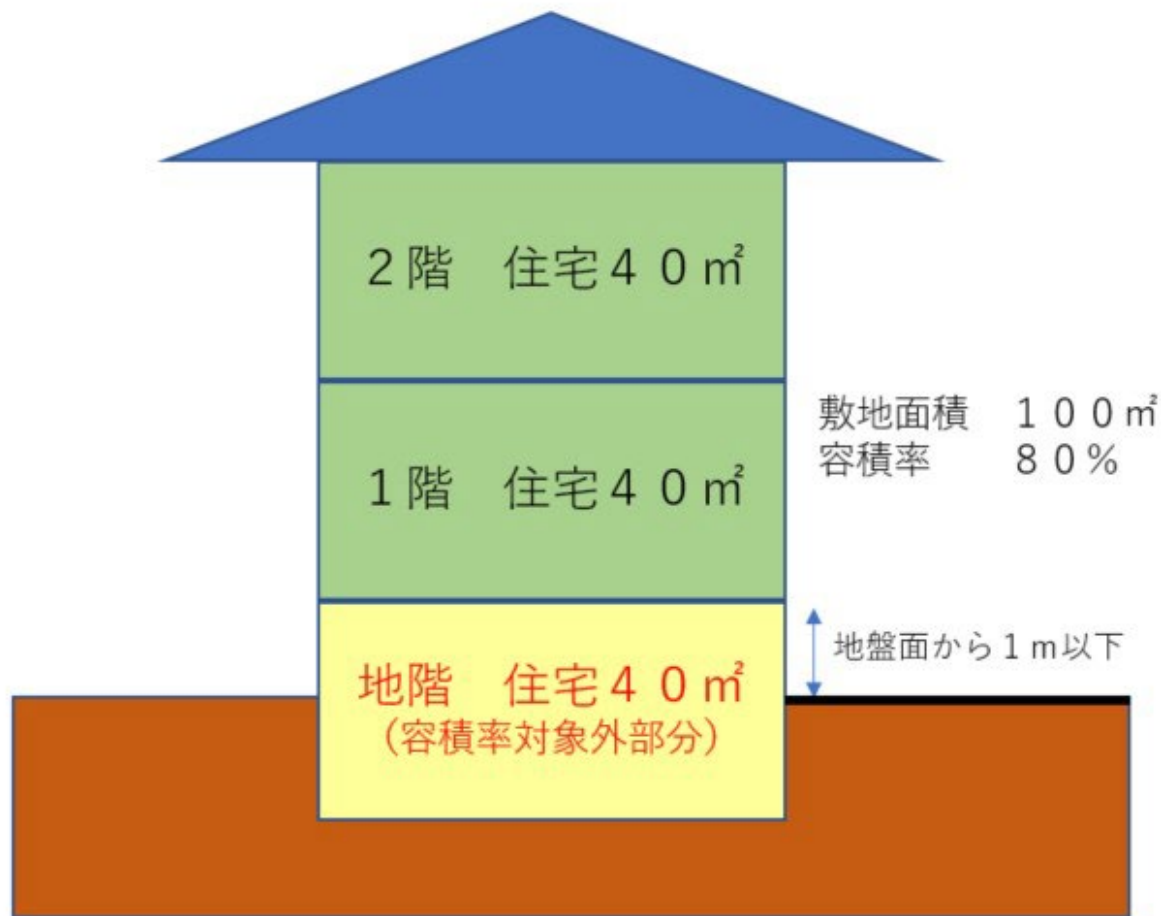 2階　住宅40㎡
1階　住宅40㎡
敷地面積　100㎡
容積率　　80%
地盤面から1m以下
地階　住宅40㎡
（容積率対象外部分）